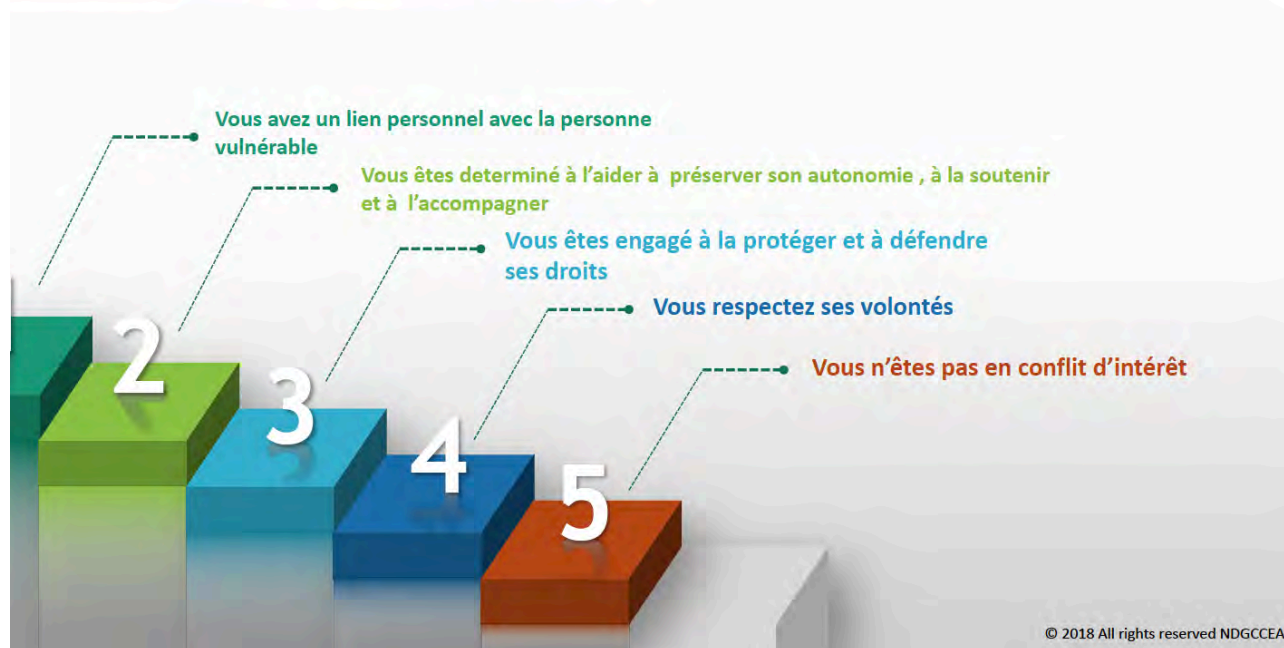 Vous avez un lien personnel avec la personne
vulnérable
Vous êtes determiné à l’aider à préserver son autonomie , à la soutenir
et à l’accompagner
Vous êtes engagé à la protéger et à défendre
ses droits
Vous respectez ses volontés
Vous n’êtes pas en conflit d’intérêt
2
3
4
5
© 2018 All rights reserved NDGCCEA